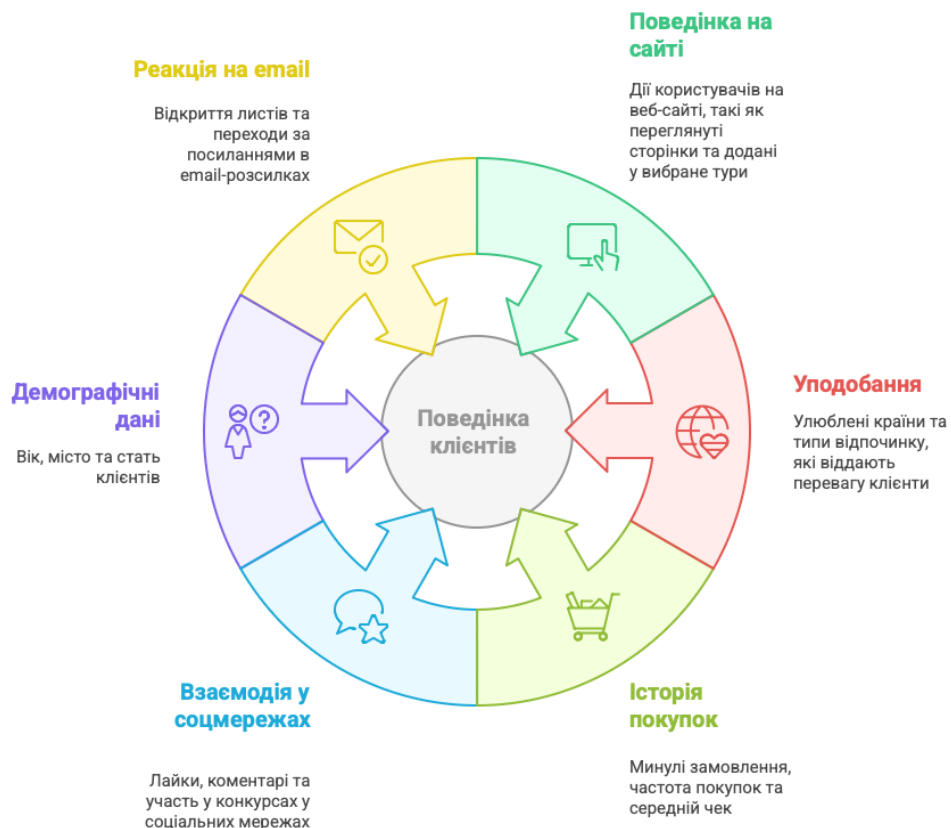 Поведінка на
сайті
Дії користувачів на
веб-сайті, такі як
переглянуті
сторінки та додані
у вибране тури
Реакція на email
Відкриття листів та
переходи за
посиланнями в
email-розсилках
Уподобання
Улюблені країни та
типи відпочинку,
які віддають
перевагу клієнти
Демографічні
дані
Вік, місто та стать
клієнтів
Поведінка
клієнтів
Взаємодія у
соцмережах
Лайки, коментарі та
участь у конкурсах у
соціальних мережах
Історія
покупок
Минулі замовлення,
частота покупок та
середній чек